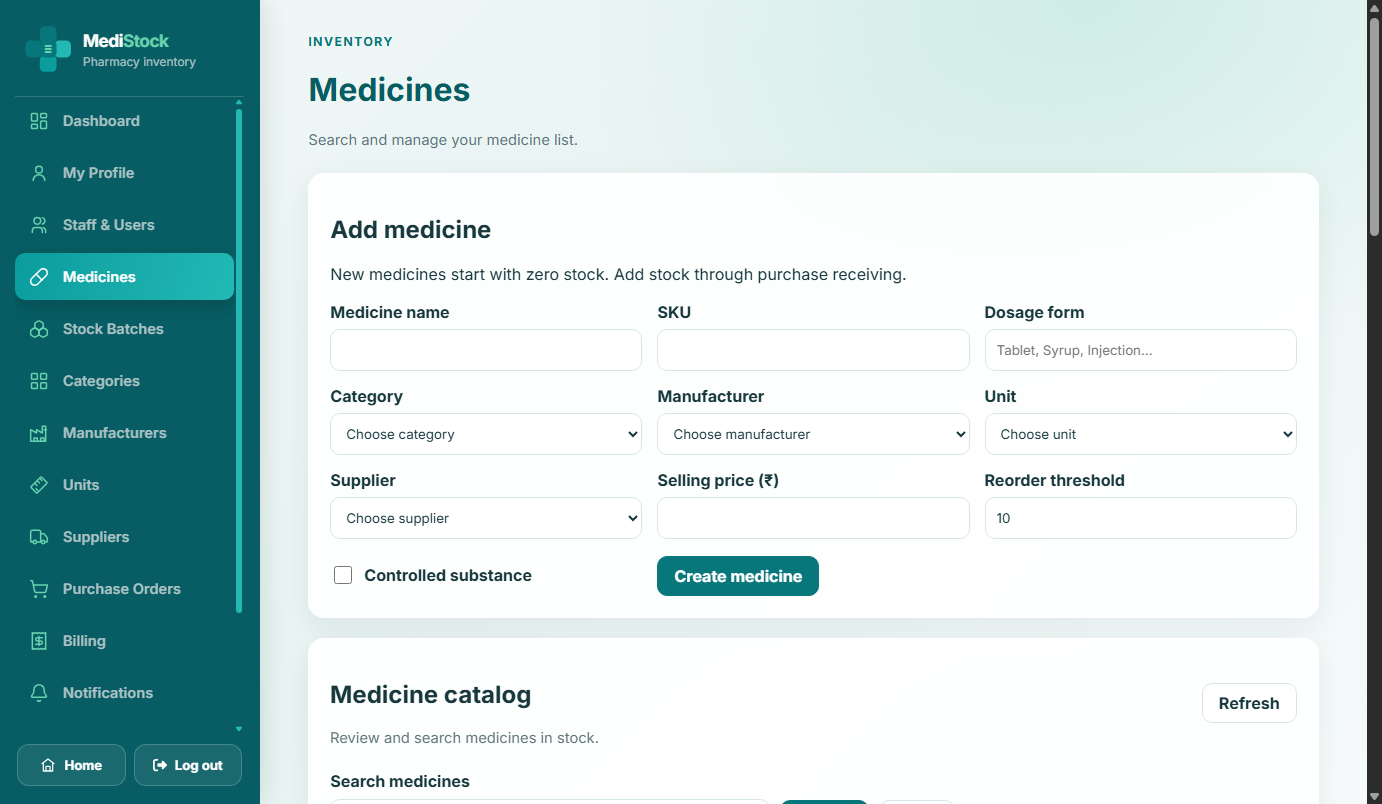 MediStock
Pharmacy inventory
Dashboard
My Profile
Staff & Users
Medicines
Stock Batches
Categories
Manufacturers
Units
Suppliers
Purchase Orders
Billing
Notifications
Home
Log out
INVENTORY
Medicines
Search and manage your medicine list.
Add medicine
New medicines start with zero stock. Add stock through purchase receiving.
Medicine name
SKU
Dosage form
Tablet, Syrup, Injection...
Category
Manufacturer
Unit
Choose category
Choose manufacturer
Choose unit
Supplier
Selling price (₹)
Reorder threshold
Choose supplier
10
Controlled substance
Create medicine
Medicine catalog
Refresh
Review and search medicines in stock.
Search medicines